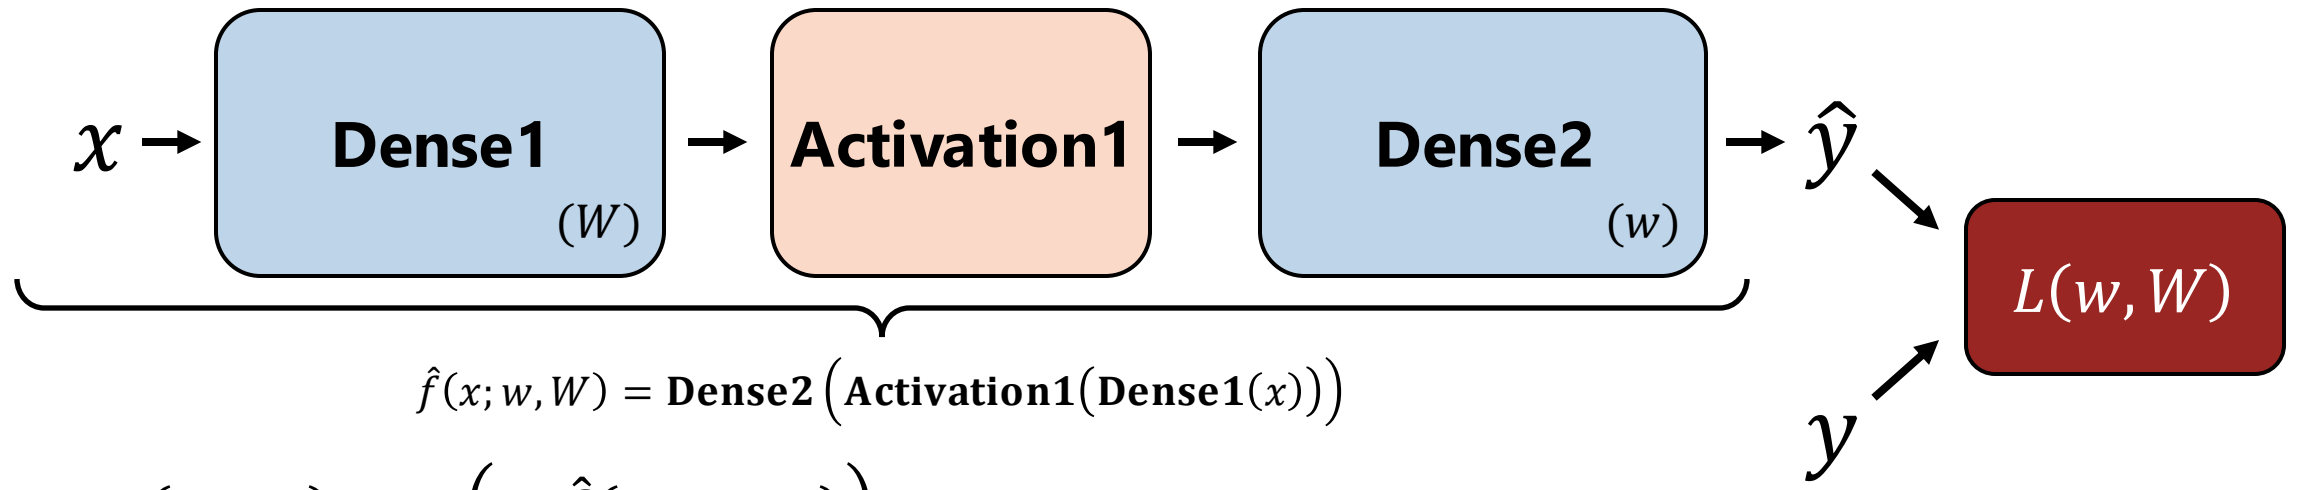 x → Dense1 → Activation1 → Dense2 → ŷ
(W) (w)
L(w, W)
f̂(x; w, W) = Dense2(Activation1(Dense1(x)))
y